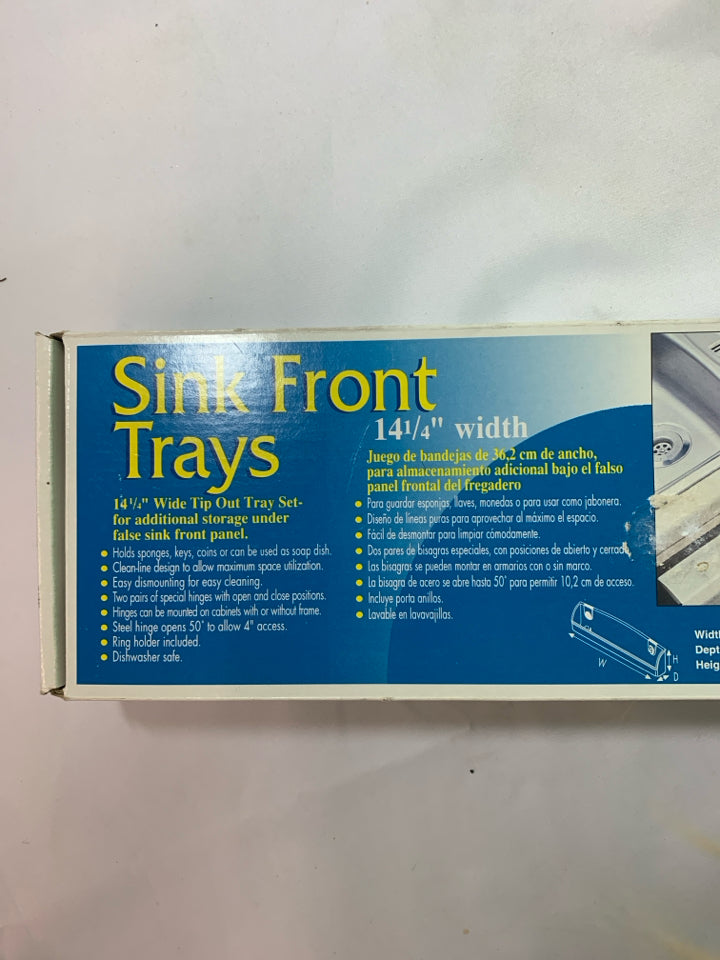 Sink Front
Trays
14 1/4" width
14 1/4" Wide Tip Out Tray Set-
for additional storage under
false sink front panel.
• Holds sponges, keys, coins or can be used as soap dish.
• Clean-line design to allow maximum space utilization.
• Easy dismounting for easy cleaning.
• Two pairs of special hinges with open and close positions.
• Hinges can be mounted on cabinets with or without frame.
• Steel hinge opens 50° to allow 4" access.
• Ring holder included.
• Dishwasher safe.
Juego de bandejas de 36,2 cm de ancho,
para almacenamiento adicional bajo el falso
panel frontal del fregadero
• Para guardar esponjas, llaves, monedas o para usar como jabonera.
• Diseño de líneas puras para aprovechar al máximo el espacio.
• Fácil de desmontar para limpiar cómodamente.
• Dos pares de bisagras especiales, con posiciones de abierto y cerrado.
• Las bisagras se pueden montar en armarios con o sin marco.
• La bisagra de acero se abre hasta 50° para permitir 10,2 cm de acceso.
• Incluye porta anillos.
• Lavable en lavavajillas.
W
H
D